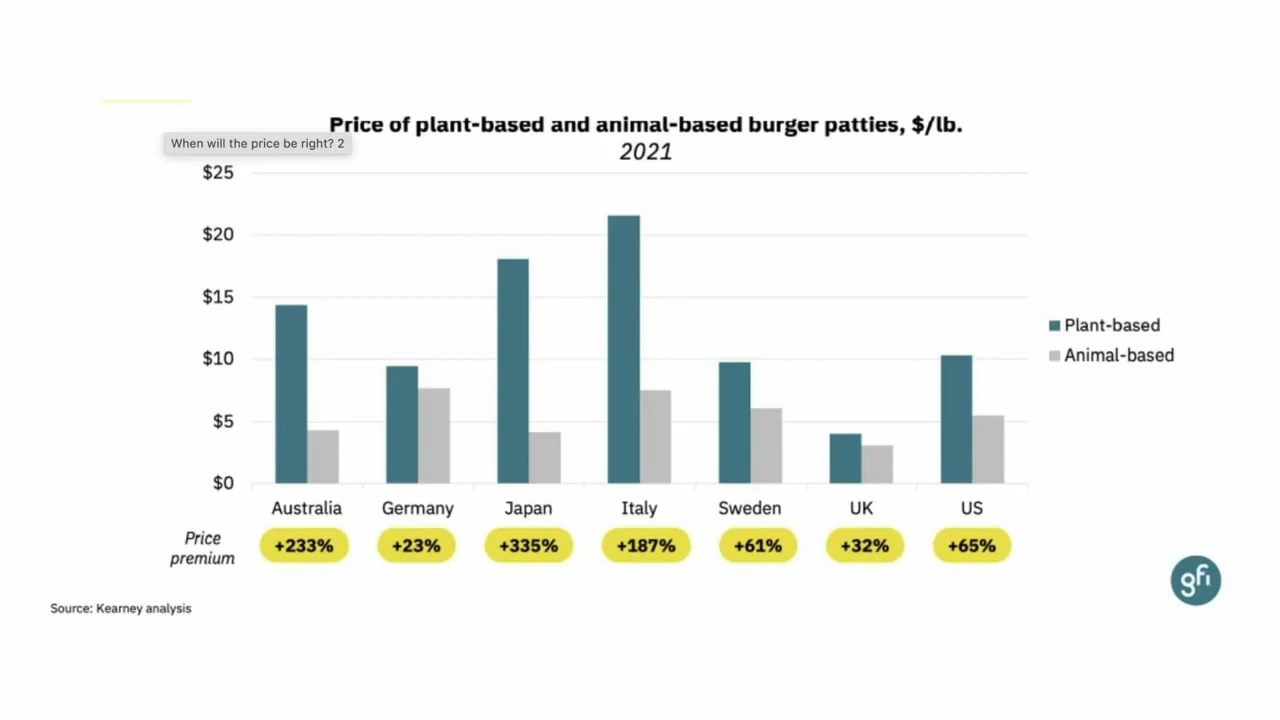 Price of plant-based and animal-based burger patties, $/lb.
When will the price be right? 2
2021
$25
$20
$15
$10
$5
$0
Plant-based
Animal-based
Australia Germany Japan Italy Sweden UK US
Price
premium
+233% +23% +335% +187% +61% +32% +65%
gfi
Source: Kearney analysis